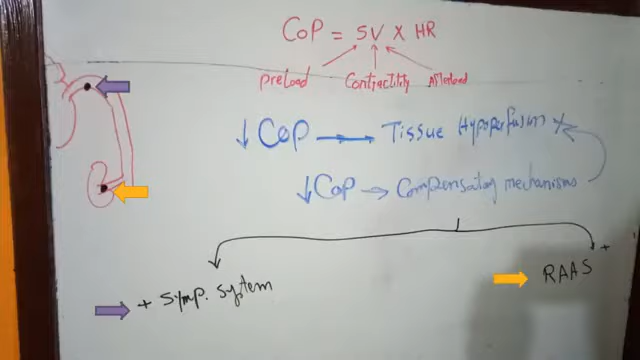 CoP = SV X HR
preload Contractility Afterload
↓ CoP → Tissue Hypoperfusion
↓ CoP → Compensatory mechanisms
+ Symp. system
RAAS +